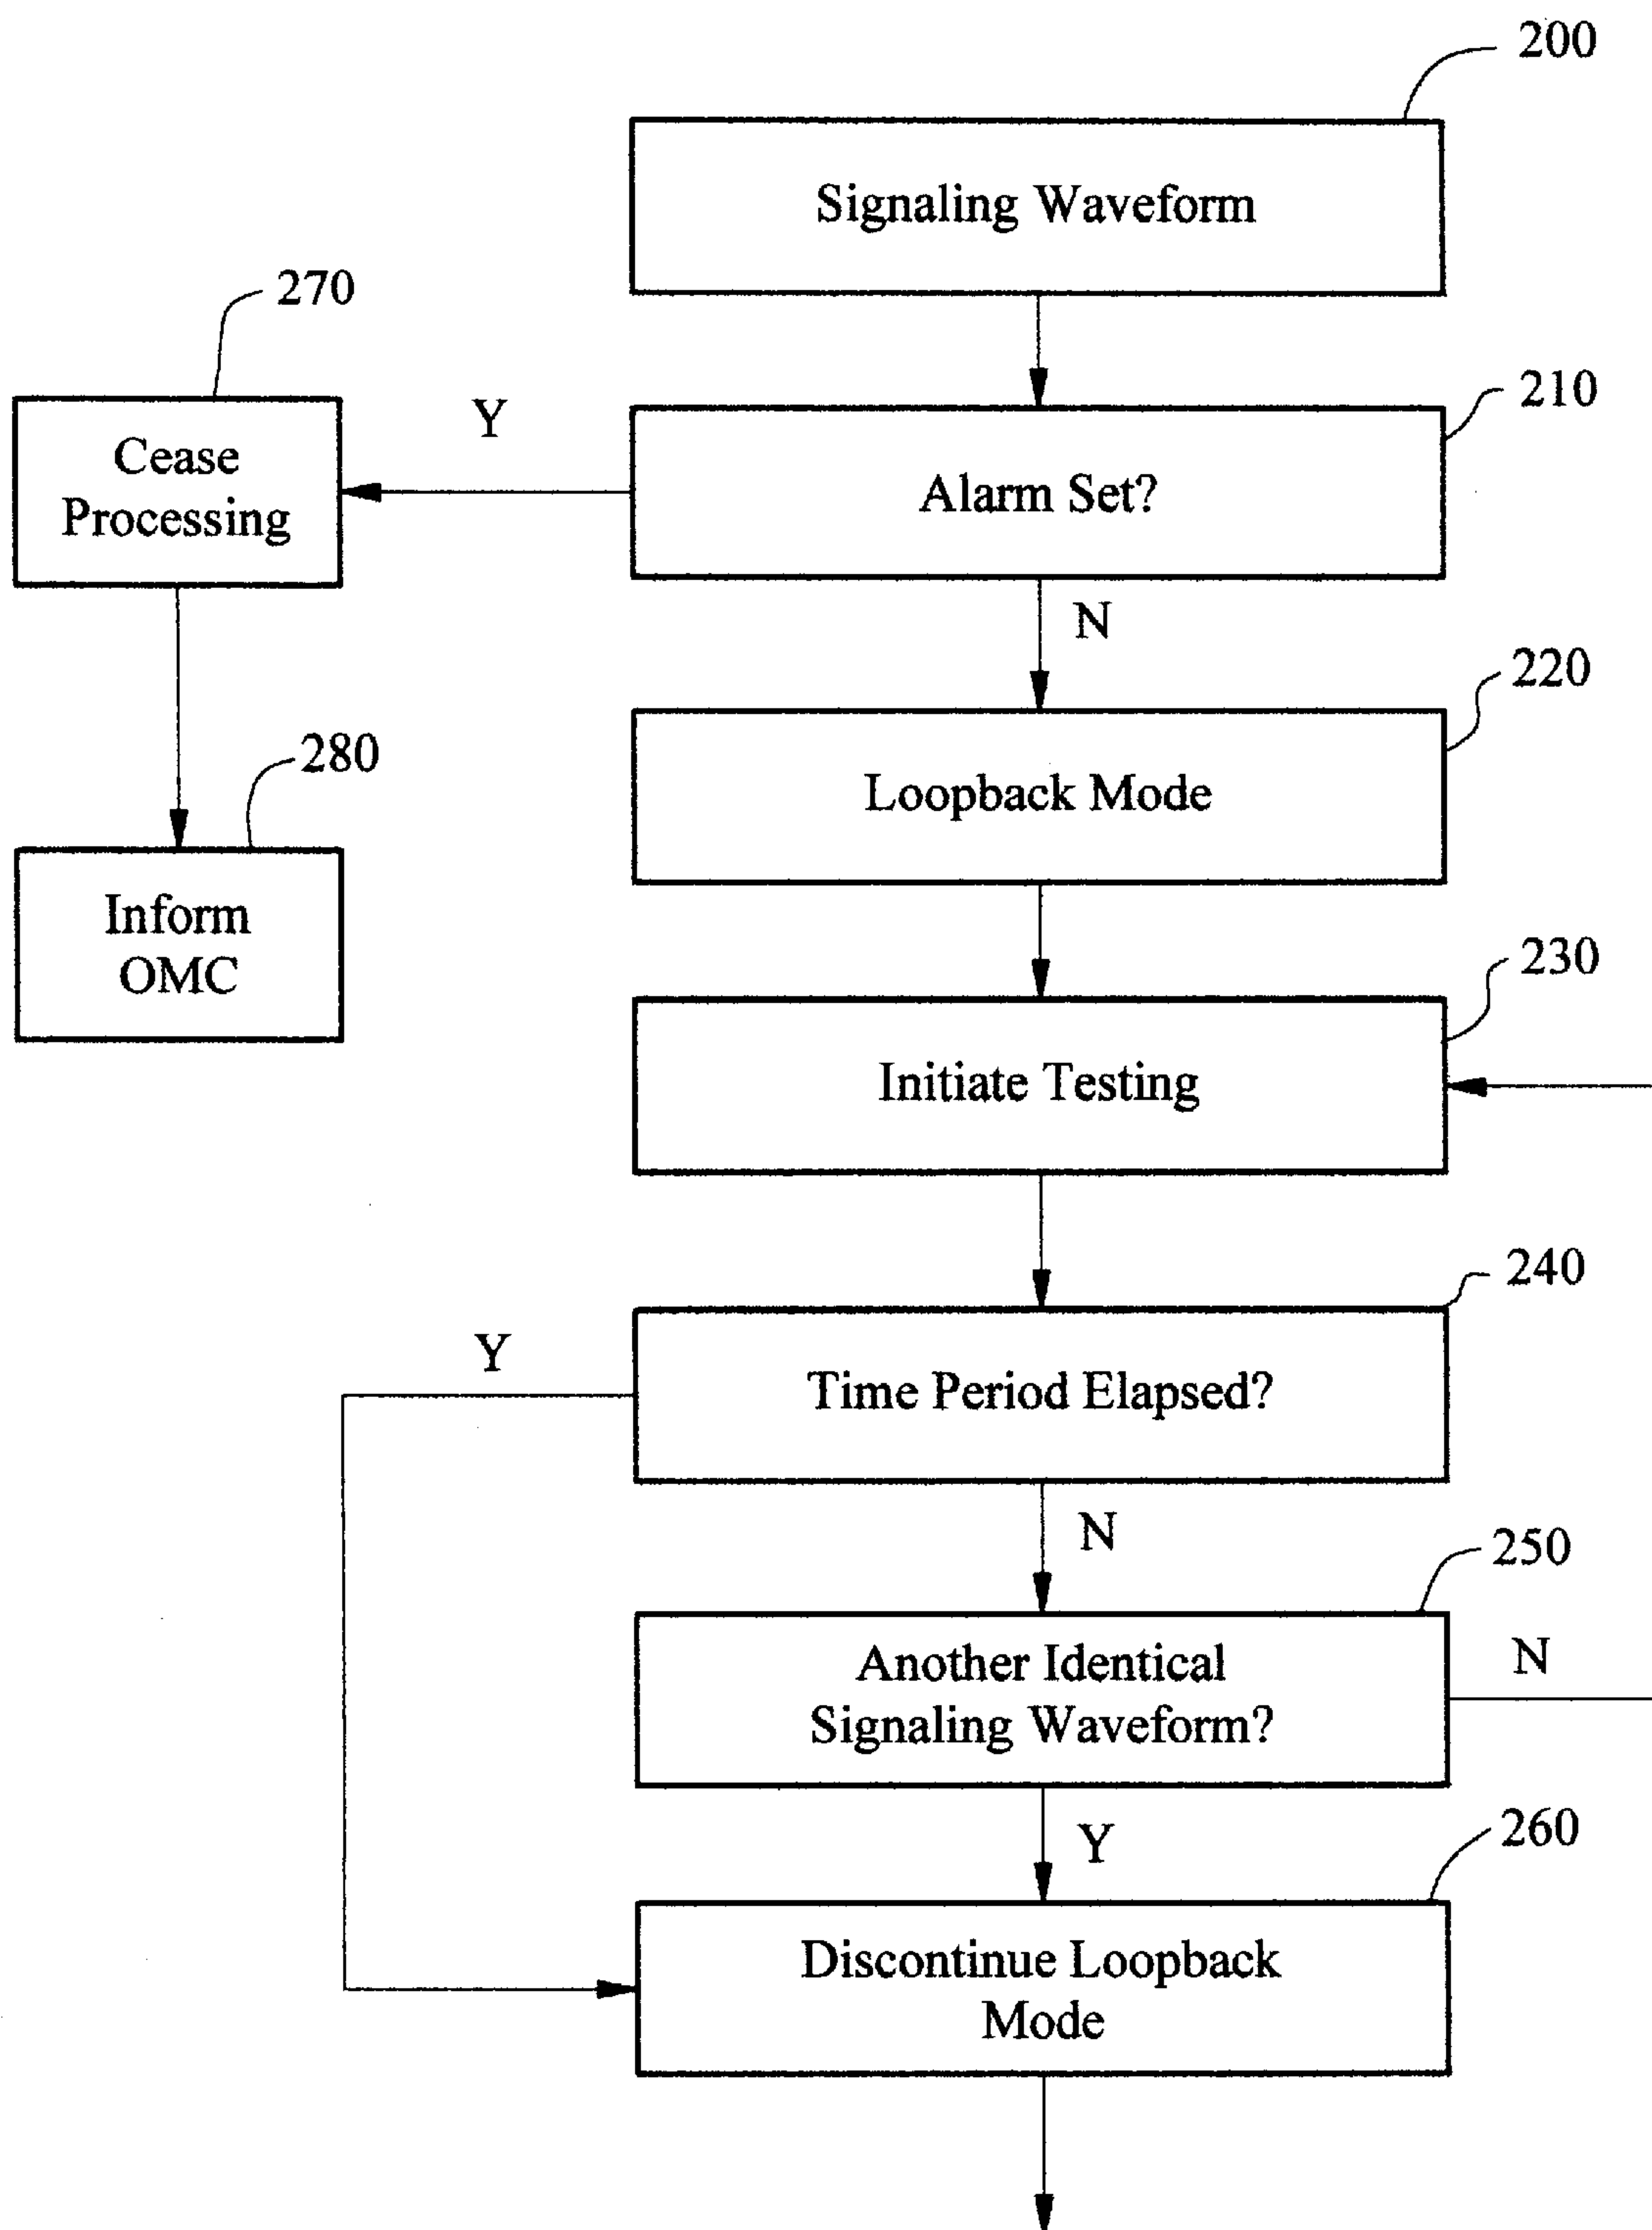 200
Signaling Waveform
270
210
Y
Cease
Processing
Alarm Set?
N
220
280
Loopback Mode
Inform
OMC
230
Initiate Testing
240
Y
Time Period Elapsed?
N
250
Another Identical
Signaling Waveform?
N
Y
260
Discontinue Loopback
Mode